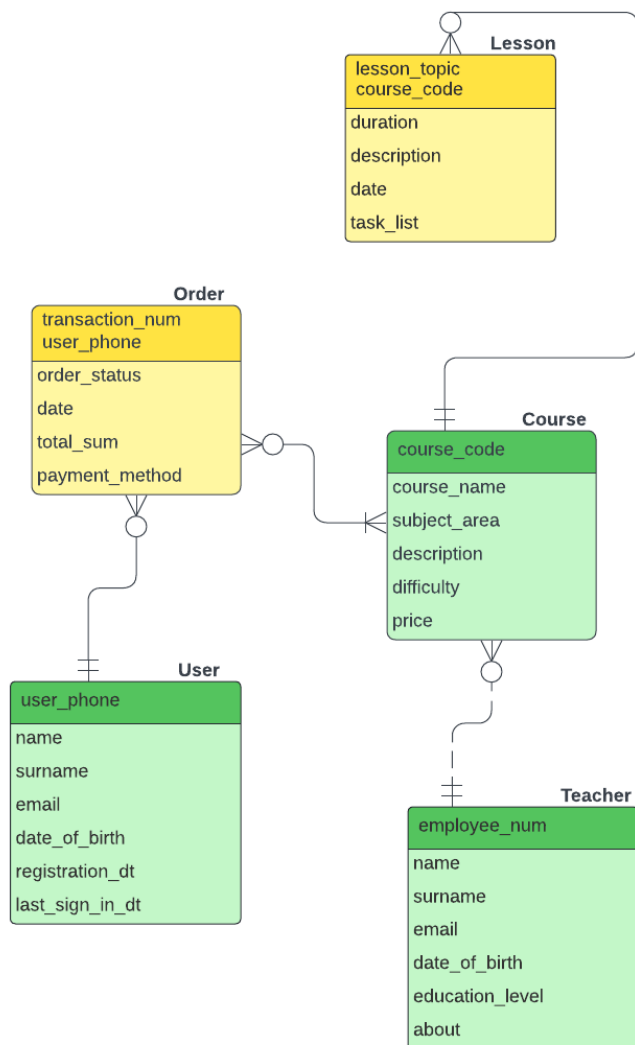 Lesson
lesson_topic
course_code
duration
description
date
task_list
Order
transaction_num
user_phone
order_status
date
total_sum
payment_method
Course
course_code
course_name
subject_area
description
difficulty
price
User
user_phone
name
surname
email
date_of_birth
registration_dt
last_sign_in_dt
Teacher
employee_num
name
surname
email
date_of_birth
education_level
about